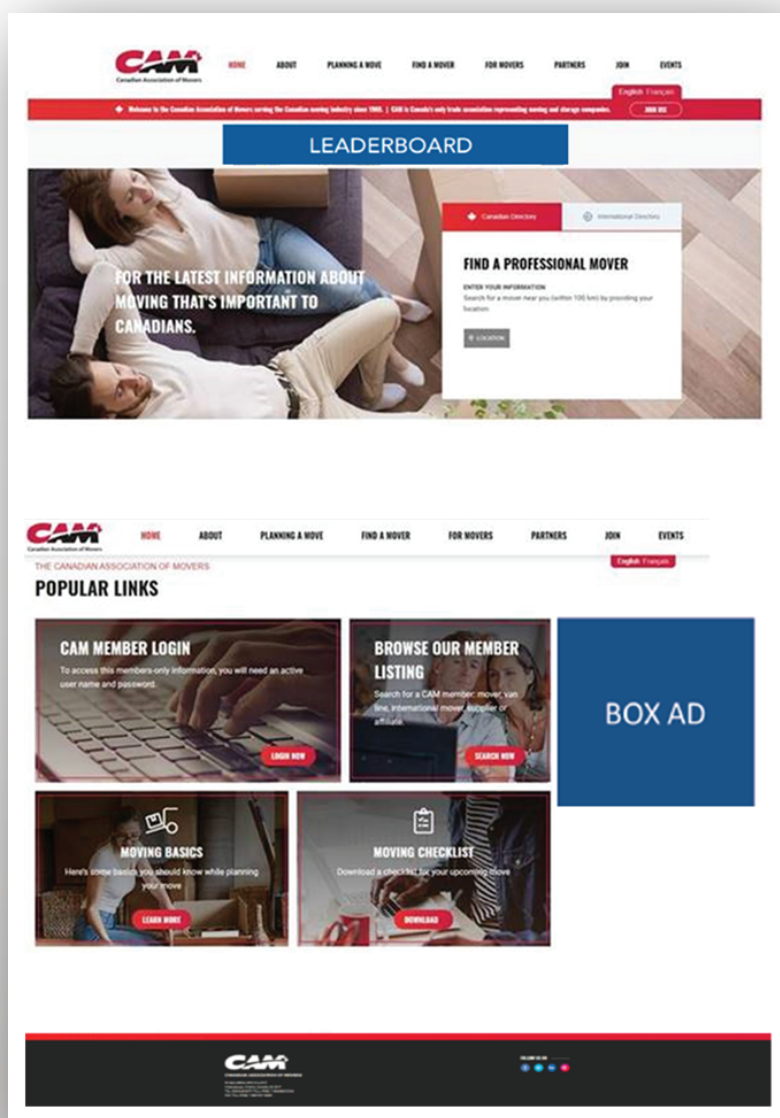 CAM
Canadian Association of Movers
HOME ABOUT PLANNING A MOVE FIND A MOVER FOR MOVERS PARTNERS JOIN EVENTS
English Français
Welcome to the Canadian Association of Movers serving the Canadian moving industry since 1985. | CAM is Canada's only trade association representing moving and storage companies.
JOIN US
LEADERBOARD
Canadian Directory International Directory
FIND A PROFESSIONAL MOVER
ENTER YOUR INFORMATION
Search for a mover near you (within 100 km) by providing your
location
LOCATION
FOR THE LATEST INFORMATION ABOUT
MOVING THAT'S IMPORTANT TO
CANADIANS.
CAM
Canadian Association of Movers
HOME ABOUT PLANNING A MOVE FIND A MOVER FOR MOVERS PARTNERS JOIN EVENTS
English Français
THE CANADIAN ASSOCIATION OF MOVERS
POPULAR LINKS
CAM MEMBER LOGIN
To access this members-only information, you will need an active
user name and password.
LOGIN NOW
BROWSE OUR MEMBER
LISTING
Search for a CAM member: mover, van
line, international mover, supplier or
affiliate.
SEARCH NOW
BOX AD
MOVING BASICS
Here's some basics you should know while planning
your move
LEARN MORE
MOVING CHECKLIST
Download a checklist for your upcoming move
DOWNLOAD
CAM
CANADIAN ASSOCIATION OF MOVERS
FOLLOW US ON